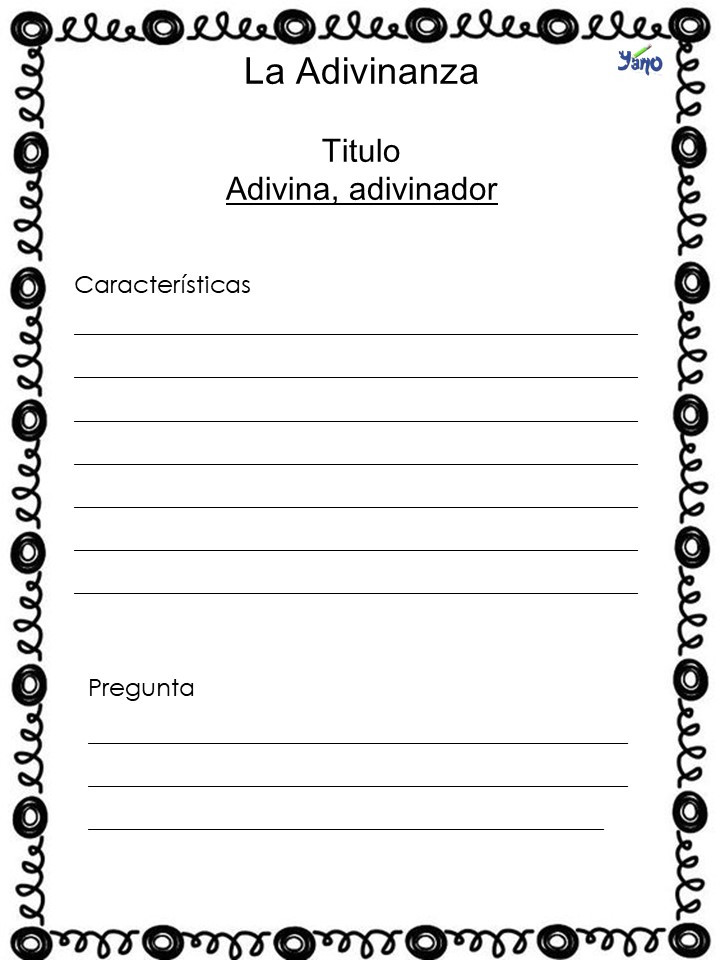 La Adivinanza
Yano
Titulo
Adivina, adivinador
Características
Pregunta